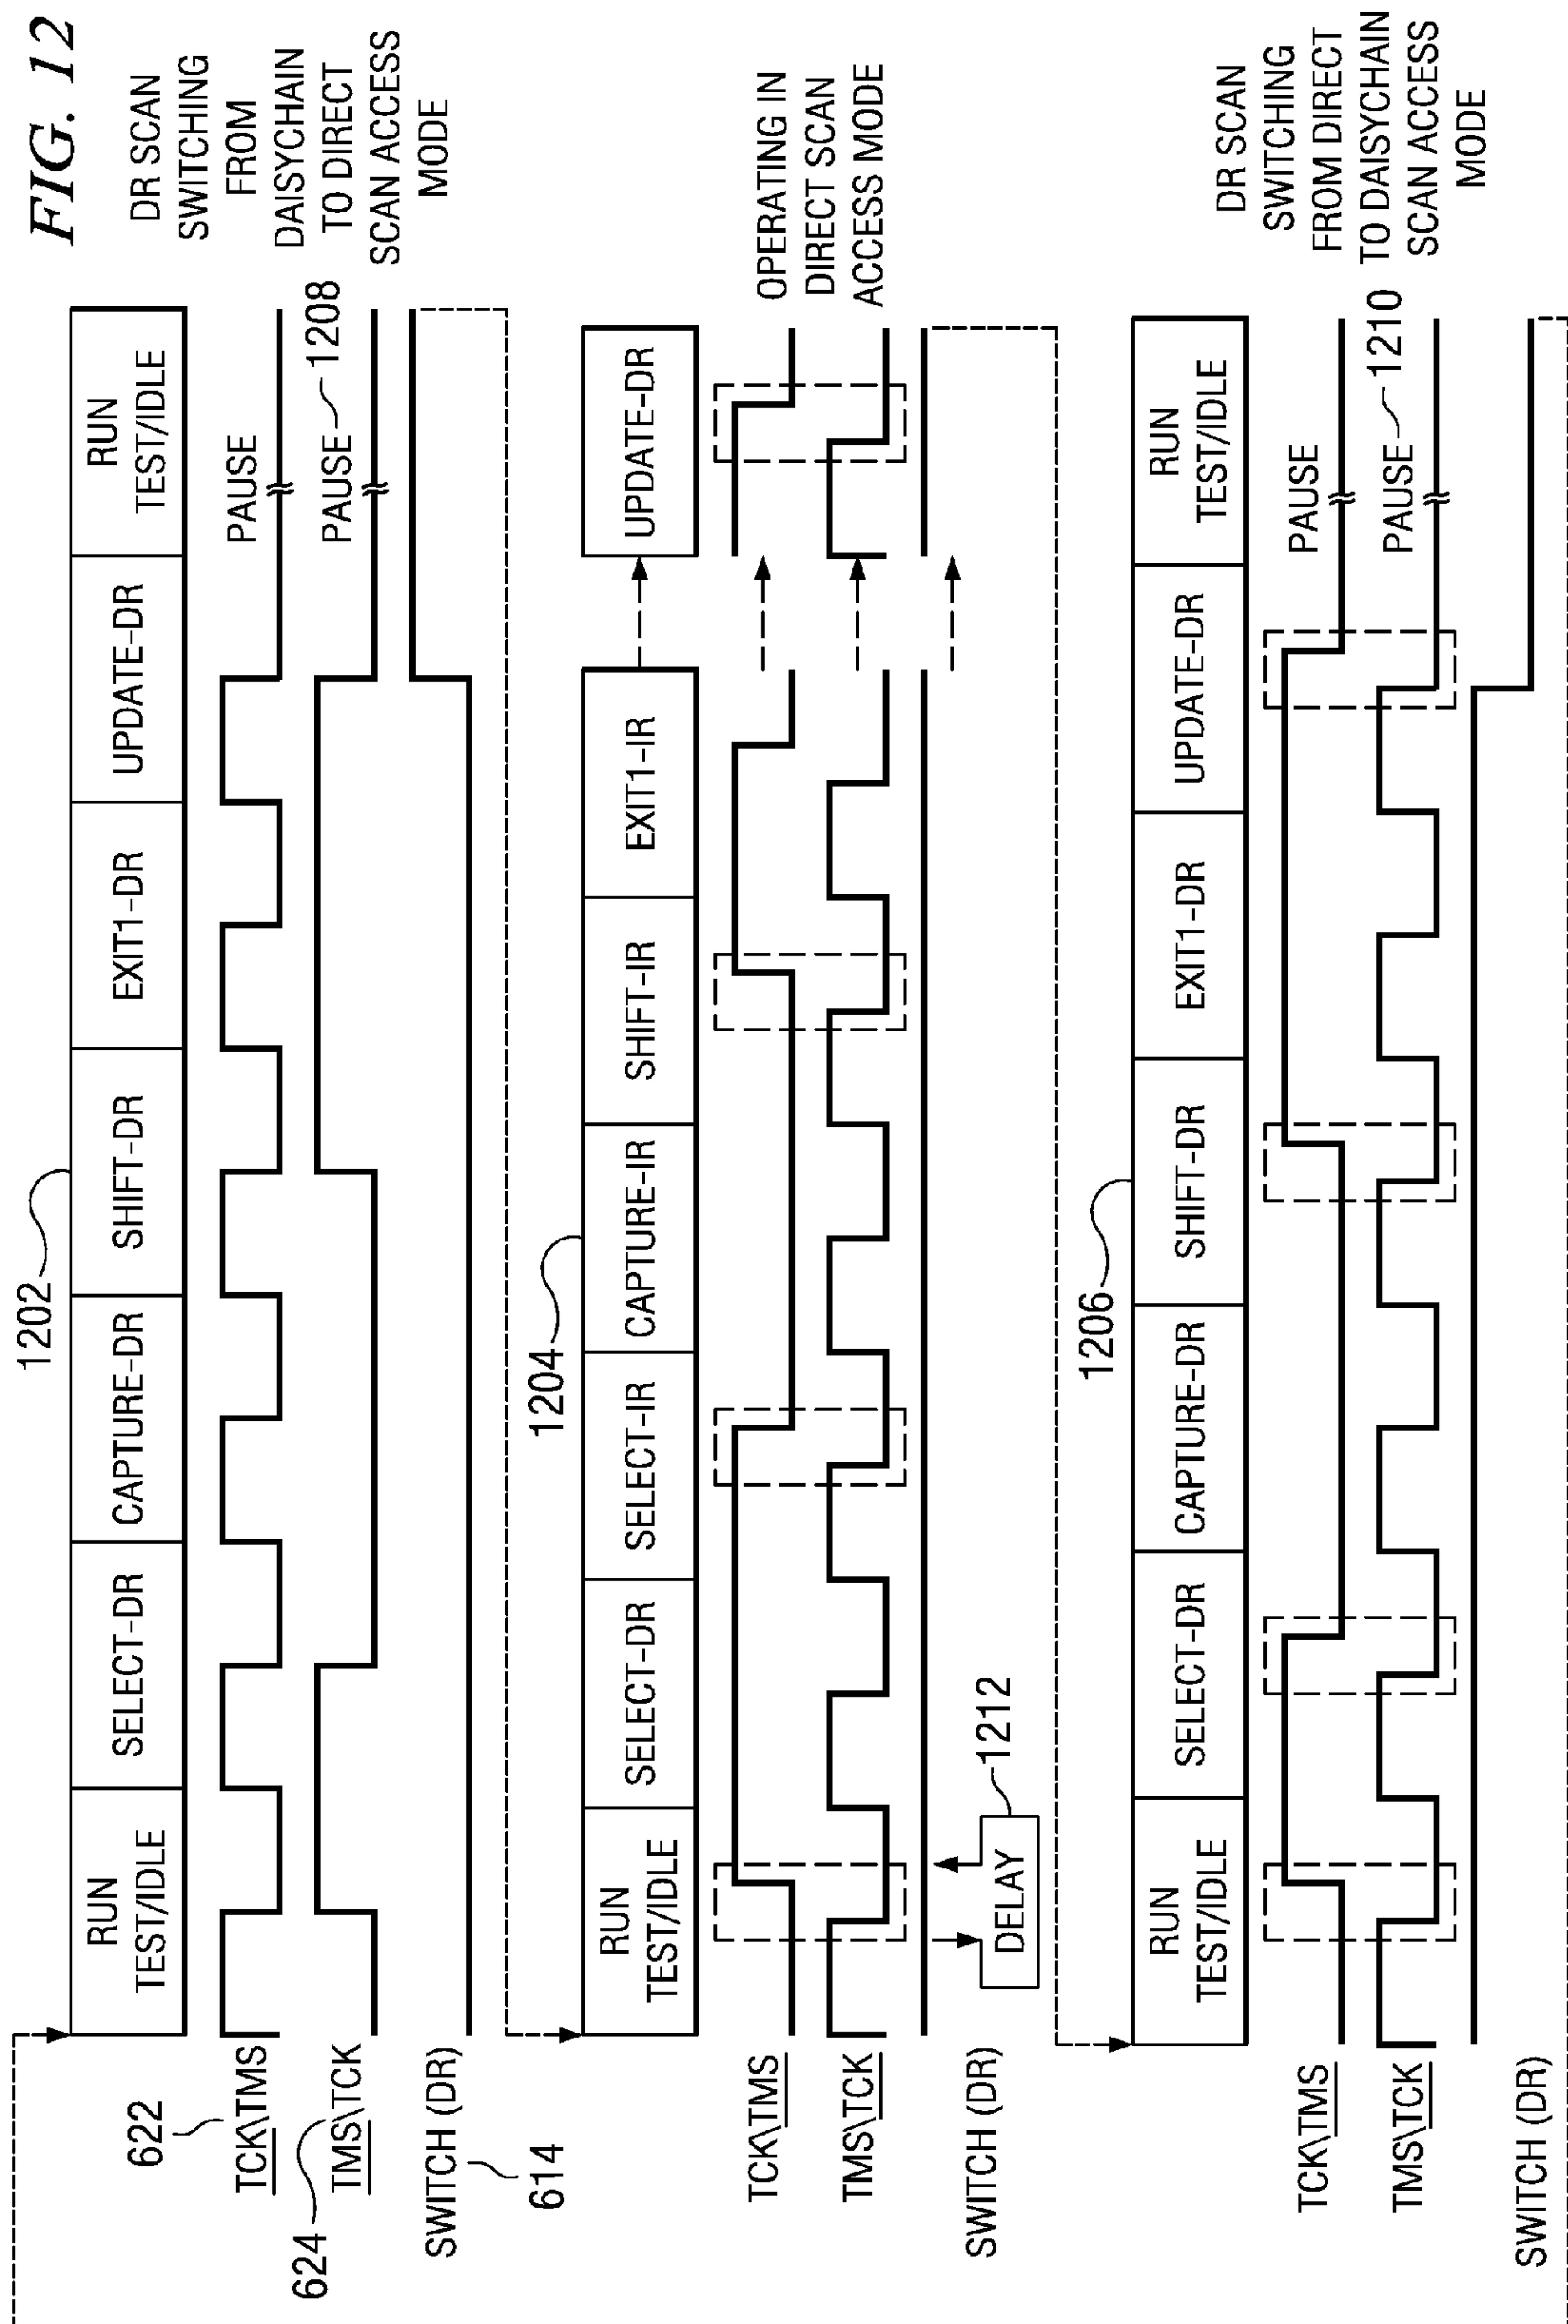 FIG. 12
1202
RUN
TEST/IDLE
SELECT-DR
CAPTURE-DR
SHIFT-DR
EXIT1-DR
UPDATE-DR
RUN
TEST/IDLE
DR SCAN
SWITCHING
FROM
DAISYCHAIN
TO DIRECT
SCAN ACCESS
MODE
622
TCK\TMS
PAUSE
624
TMS\TCK
PAUSE
1208
SWITCH (DR)
614
1204
RUN
TEST/IDLE
SELECT-DR
SELECT-IR
CAPTURE-IR
SHIFT-IR
EXIT1-IR
UPDATE-DR
OPERATING IN
DIRECT SCAN
ACCESS MODE
TCK\TMS
TMS\TCK
SWITCH (DR)
DELAY
1212
1206
RUN
TEST/IDLE
SELECT-DR
CAPTURE-DR
SHIFT-DR
EXIT1-DR
UPDATE-DR
RUN
TEST/IDLE
DR SCAN
SWITCHING
FROM DIRECT
TO DAISYCHAIN
SCAN ACCESS
MODE
TCK\TMS
PAUSE
TMS\TCK
PAUSE
1210
SWITCH (DR)